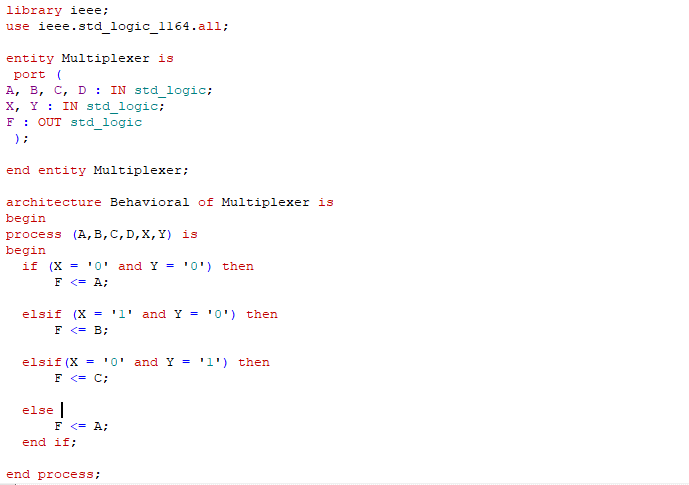 library ieee;
use ieee.std_logic_1164.all;
entity Multiplexer is
port (
A, B, C, D : IN std_logic;
X, Y : IN std_logic;
F : OUT std_logic
);
end entity Multiplexer;
architecture Behavioral of Multiplexer is
begin
process (A,B,C,D,X,Y) is
begin
if (X = '0' and Y = '0') then
F <= A;
elsif (X = '1' and Y = '0') then
F <= B;
elsif(X = '0' and Y = '1') then
F <= C;
else
F <= A;
end if;
end process;